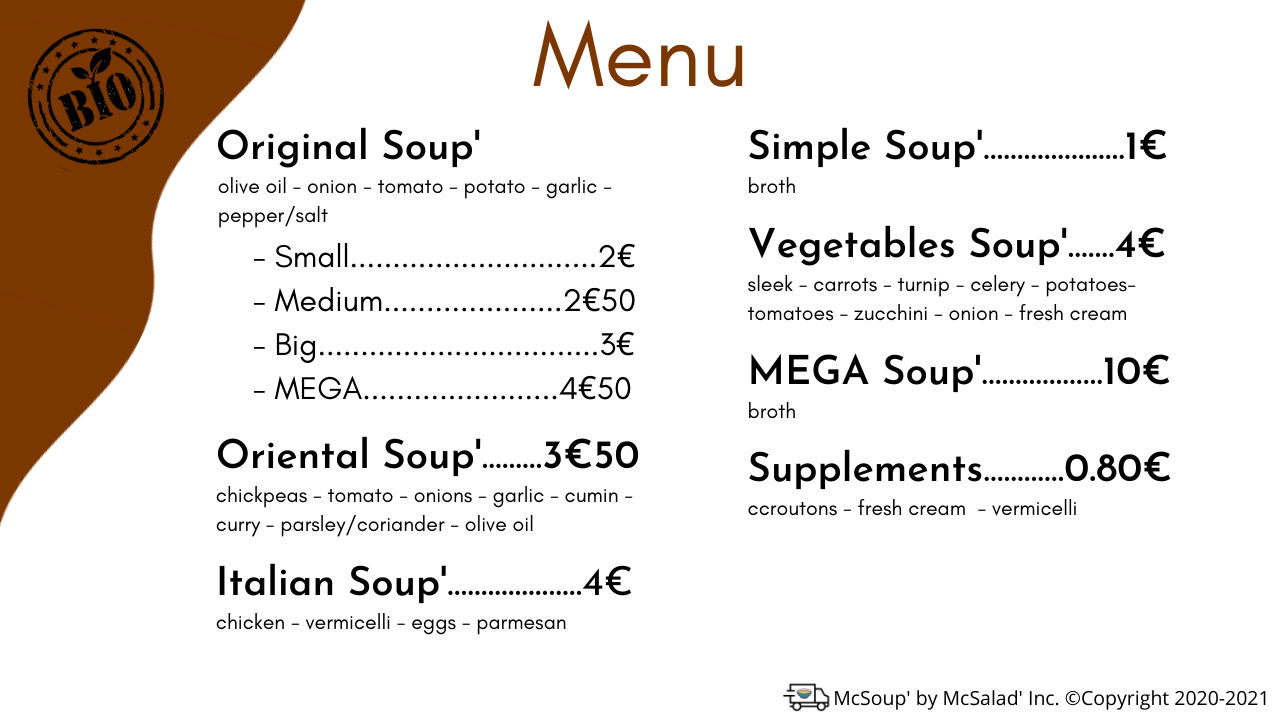 BIO
Menu
Original Soup'
olive oil - onion - tomato - potato - garlic -
pepper/salt
- Small.............................2€
- Medium.....................2€50
- Big.................................3€
- MEGA.......................4€50
Oriental Soup'.........3€50
chickpeas - tomato - onions - garlic - cumin -
curry - parsley/coriander - olive oil
Italian Soup'....................4€
chicken - vermicelli - eggs - parmesan
Simple Soup'.....................1€
broth
Vegetables Soup'.......4€
sleek - carrots - turnip - celery - potatoes-
tomatoes - zucchini - onion - fresh cream
MEGA Soup'..................10€
broth
Supplements............0.80€
ccroutons - fresh cream  - vermicelli
McSoup' by McSalad' Inc. ©Copyright 2020-2021